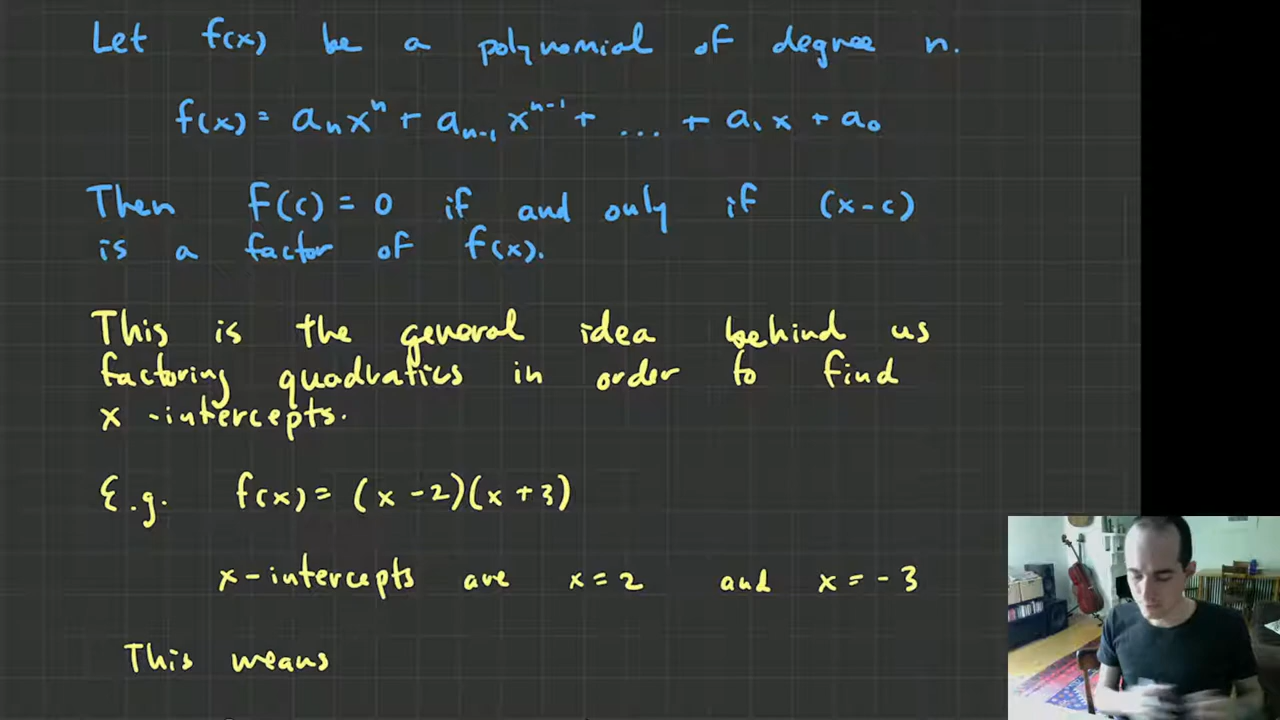 Let f(x) be a polynomial of degree n.
f(x) = aₙxⁿ + aₙ₋₁xⁿ⁻¹ + ... + a₁x + a₀
Then f(c) = 0 if and only if (x-c)
is a factor of f(x).
This is the general idea behind us
factoring quadratics in order to find
x-intercepts.
E.g. f(x) = (x-2)(x+3)
x-intercepts are x=2 and x=-3
This means